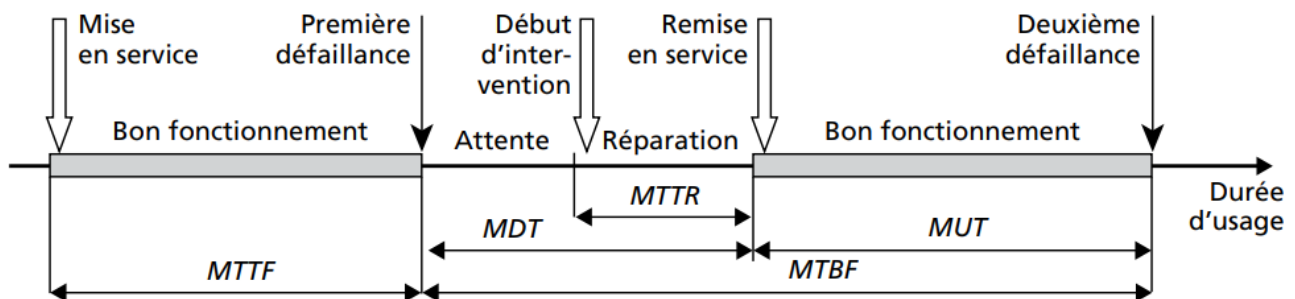 Mise
en service
Première
défaillance
Début
d'inter-
vention
Remise
en service
Deuxième
défaillance
Bon fonctionnement
Attente
Réparation
Bon fonctionnement
Durée
d'usage
MTTR
MDT
MUT
MTTF
MTBF